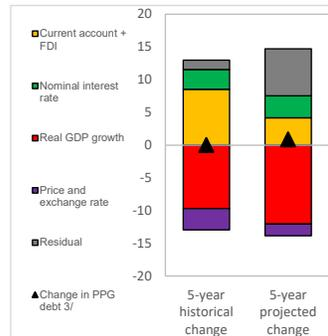 Current account +
FDI
Nominal interest
rate
Real GDP growth
Price and
exchange rate
Residual
Change in PPG
debt 3/
20
15
10
5
0
-5
-10
-15
-20
5-year
historical
change
5-year
projected
change